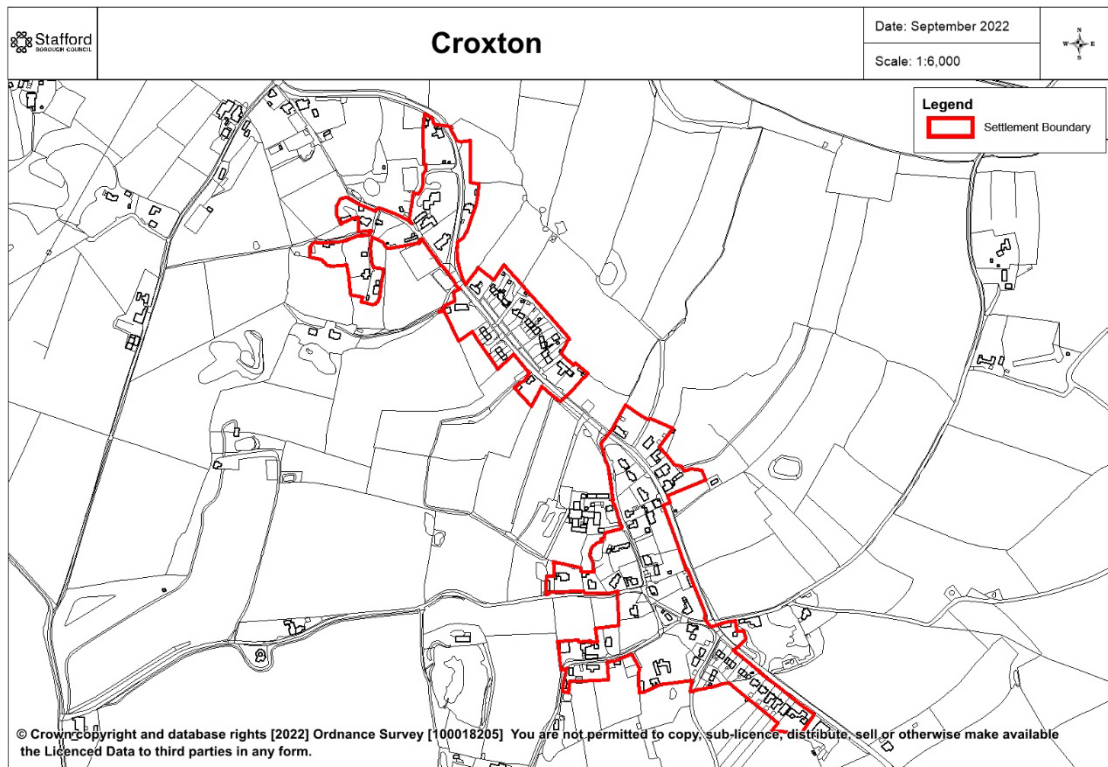 Stafford
BOROUGH COUNCIL
Croxton
Date: September 2022
Scale: 1:6,000
N
W E
S
Legend
Settlement Boundary
© Crown copyright and database rights [2022] Ordnance Survey [100018205] You are not permitted to copy, sub-licence, distribute, sell or otherwise make available
the Licenced Data to third parties in any form.